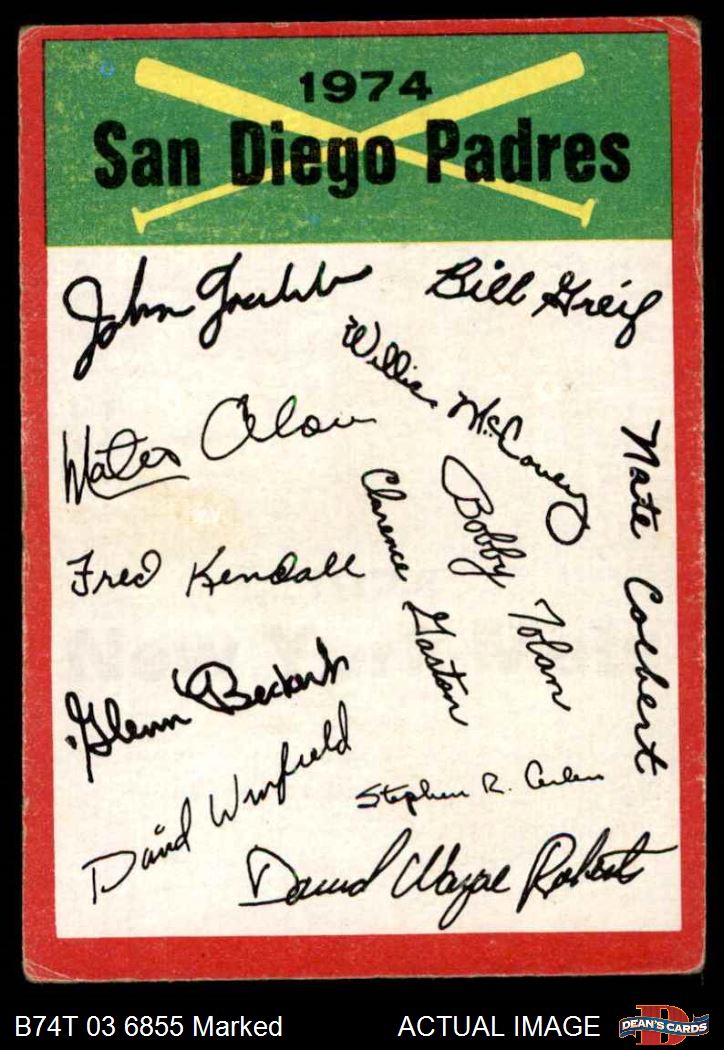 1974
San Diego Padres
John Grubb
Bill Greif
Willie McCovey
Mateo Alou
Nate Colbert
Clarence Gaston
Bobby Tolan
Fred Kendall
Glenn Beckert
David Winfield
Stephen R. Arlin
David Wayne Roberts
B74T 03 6855 Marked
ACTUAL IMAGE
D
DEAN'S CARDS